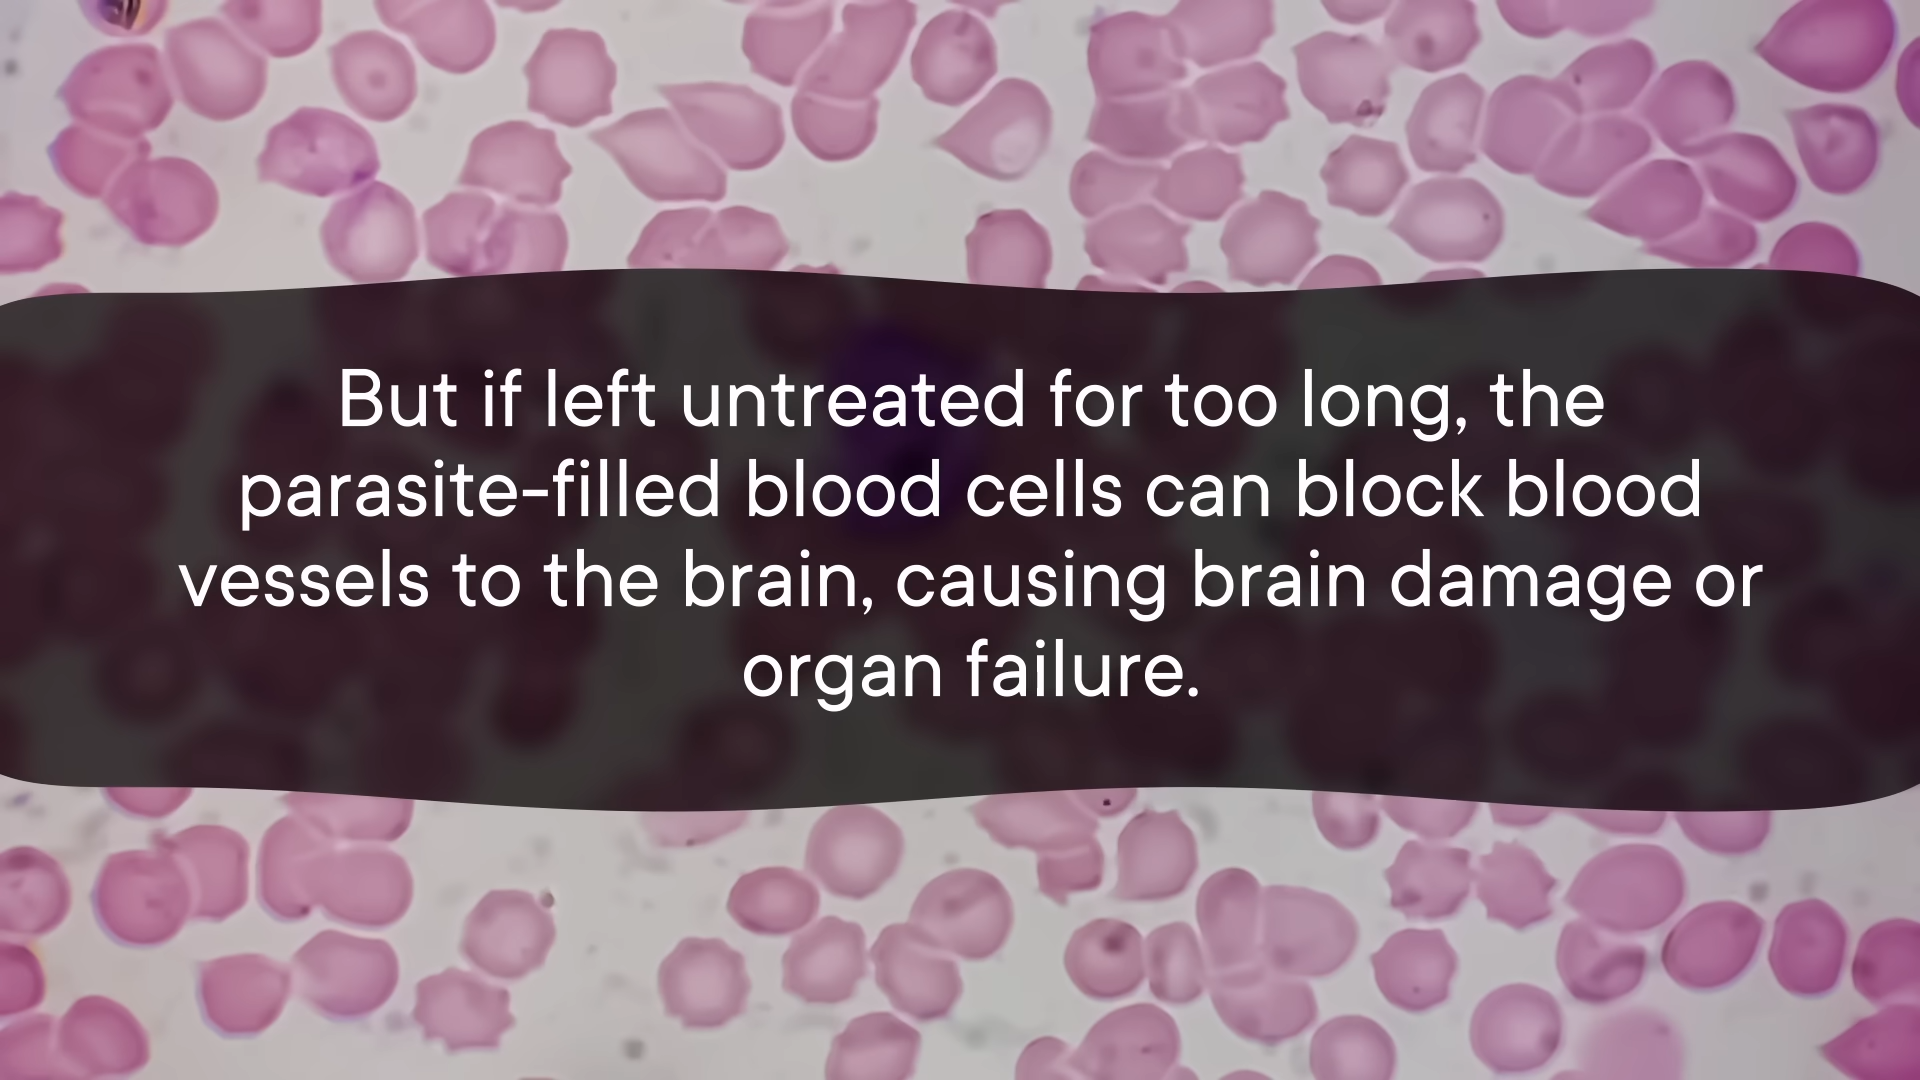 But if left untreated for too long, the
parasite-filled blood cells can block blood
vessels to the brain, causing brain damage or
organ failure.